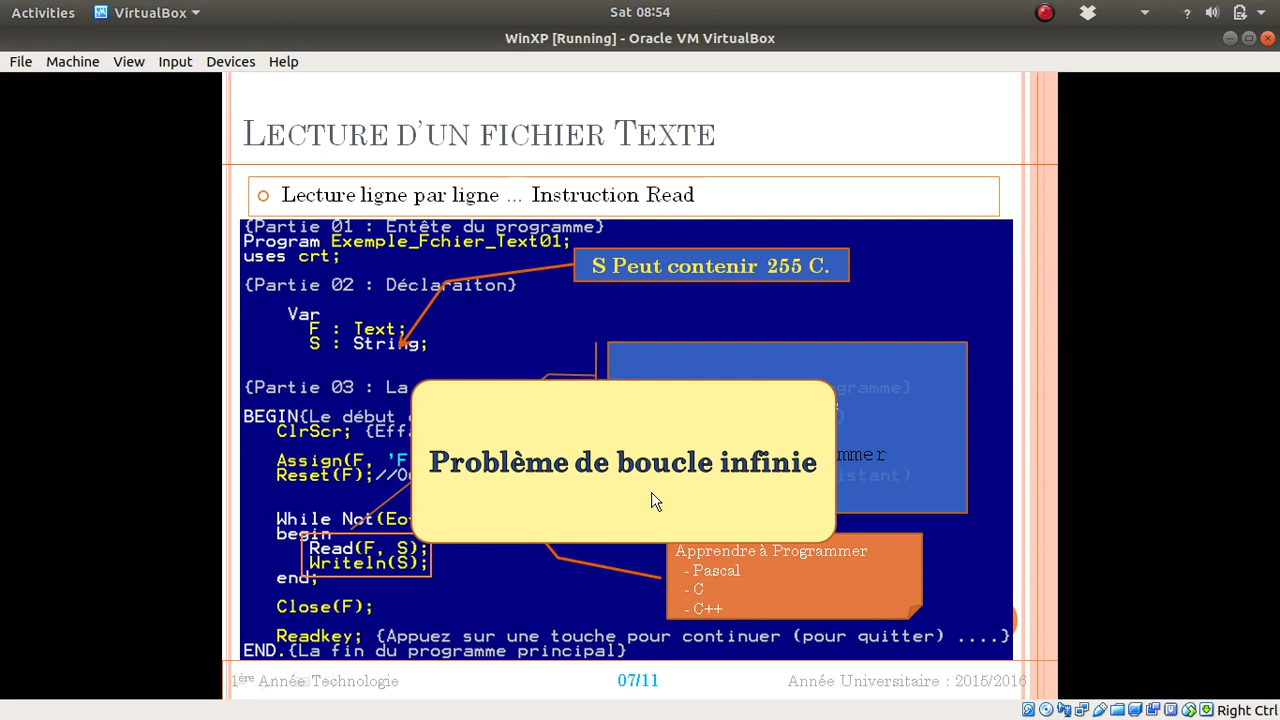 Activities VirtualBox Sat 08:54 ?
WinXP [Running] - Oracle VM VirtualBox
File Machine View Input Devices Help
LECTURE D'UN FICHIER TEXTE
Lecture ligne par ligne ... Instruction Read
{Partie 01 : Entête du programme}
Program Exemple_Fchier_Text01;
uses crt;
S Peut contenir 255 C.
{Partie 02 : Déclaraiton}
Var
F : Text;
S : String;
{Partie 03 : La
BEGIN{Le début
ClrScr;
Assign(F,
Reset(F);
Problème de boucle infinie
While Not
begin
Read(F, S);
Writeln(S);
end;
Apprendre à Programmer
- Pascal
- C
- C++
Close(F);
Readkey; {Appuez sur une touche pour continuer (pour quitter) ....}
END.{La fin du programme principal}
1ère Année Technologie 07/11 Année Universitaire : 2015/2016
Right Ctrl